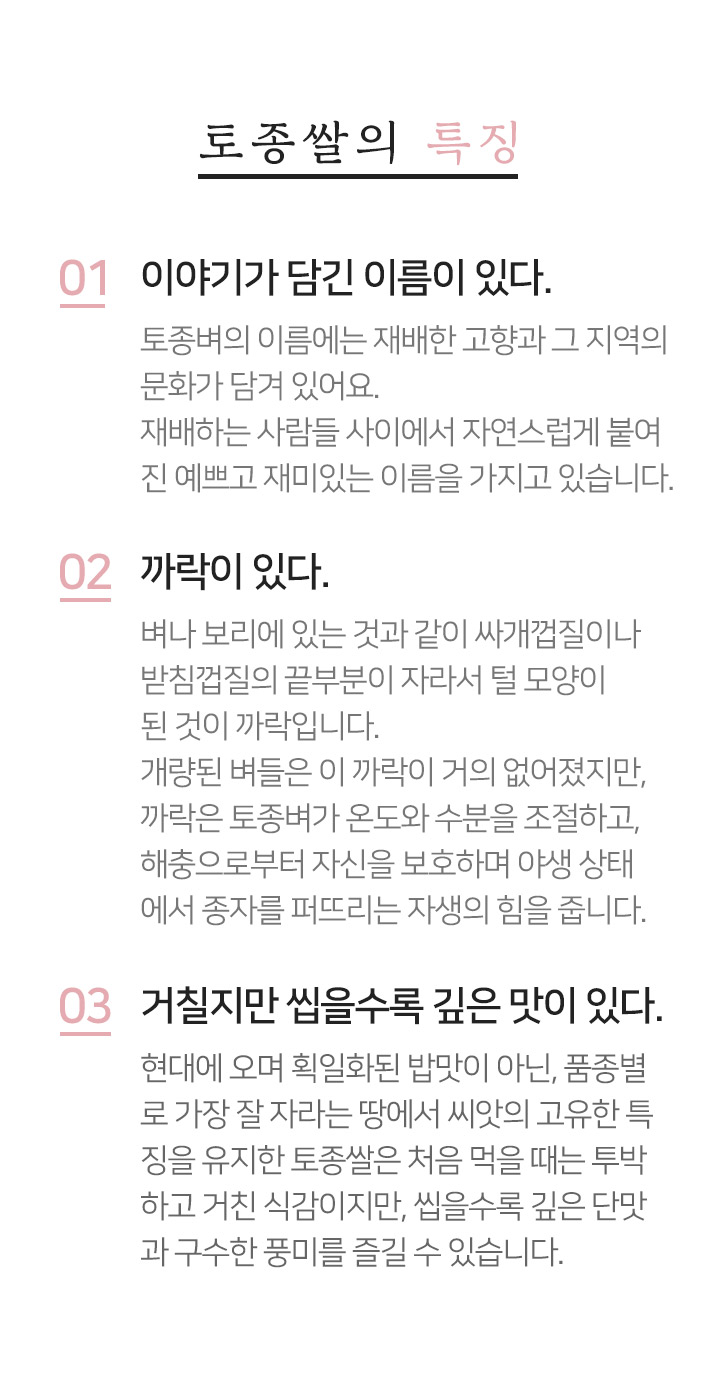 토종쌀의 특징
01 이야기가 담긴 이름이 있다.
토종벼의 이름에는 재배한 고향과 그 지역의
문화가 담겨 있어요.
재배하는 사람들 사이에서 자연스럽게 붙여
진 예쁘고 재미있는 이름을 가지고 있습니다.
02 까락이 있다.
벼나 보리에 있는 것과 같이 싸개껍질이나
받침껍질의 끝부분이 자라서 털 모양이
된 것이 까락입니다.
개량된 벼들은 이 까락이 거의 없어졌지만,
까락은 토종벼가 온도와 수분을 조절하고,
해충으로부터 자신을 보호하며 야생 상태
에서 종자를 퍼뜨리는 자생의 힘을 줍니다.
03 거칠지만 씹을수록 깊은 맛이 있다.
현대에 오며 획일화된 밥맛이 아닌, 품종별
로 가장 잘 자라는 땅에서 씨앗의 고유한 특
징을 유지한 토종쌀은 처음 먹을 때는 투박
하고 거친 식감이지만, 씹을수록 깊은 단맛
과 구수한 풍미를 즐길 수 있습니다.